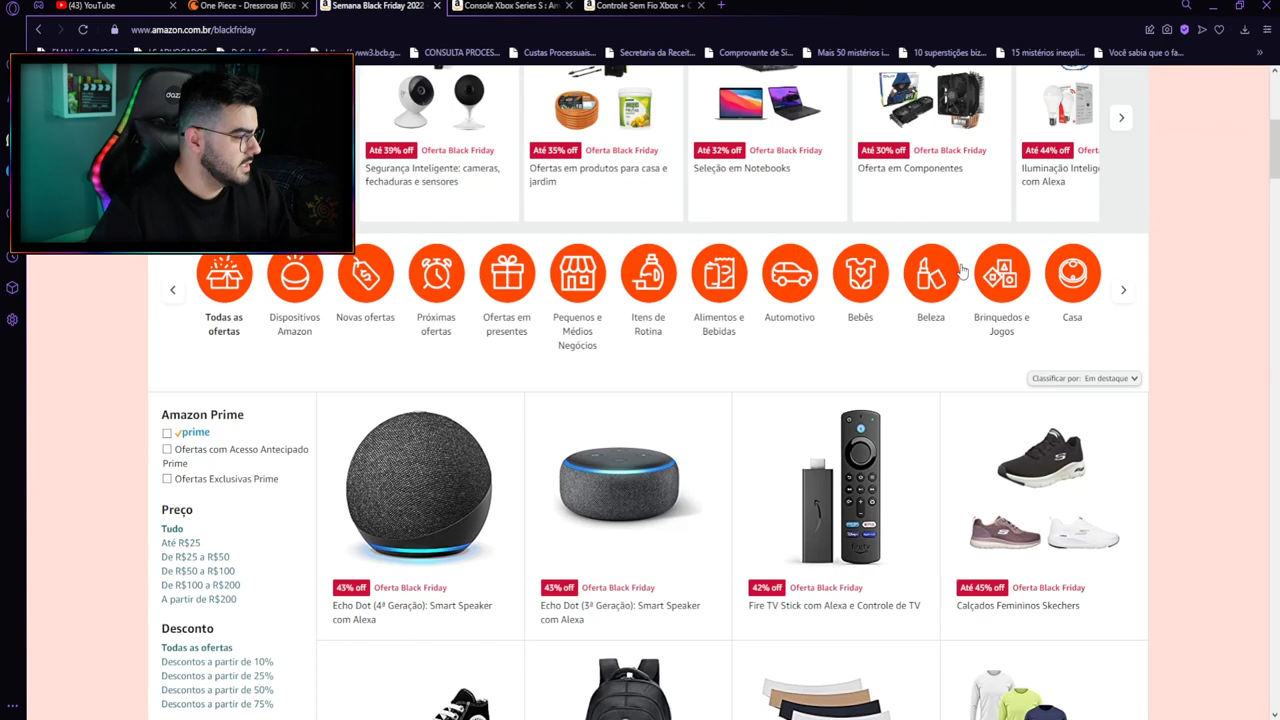 (43) YouTube
One Piece - Dressrosa (630
Semana Black Friday 2022
Console Xbox Series S : Am
Controle Sem Fio Xbox + C
www.amazon.com.br/blackfriday
www3.bcb.g...
CONSULTA PROCES...
Custas Processuais...
Secretaria da Receit...
Comprovante de Si...
Mais 50 mistérios i...
10 superstições biz...
15 mistérios inexpli...
Você sabia que o fa...
Até 39% off Oferta Black Friday
Segurança Inteligente: cameras,
fechaduras e sensores
Até 35% off Oferta Black Friday
Ofertas em produtos para casa e
jardim
Até 32% off Oferta Black Friday
Seleção em Notebooks
Até 30% off Oferta Black Friday
Oferta em Componentes
Até 44% off Ofert
Iluminação Intelig
com Alexa
Todas as
ofertas
Dispositivos
Amazon
Novas ofertas
Próximas
ofertas
Ofertas em
presentes
Pequenos e
Médios
Negócios
Itens de
Rotina
Alimentos e
Bebidas
Automotivo
Bebês
Beleza
Brinquedos e
Jogos
Casa
Classificar por: Em destaque
Amazon Prime
prime
Ofertas com Acesso Antecipado
Prime
Ofertas Exclusivas Prime
Preço
Tudo
Até R$25
De R$25 a R$50
De R$50 a R$100
De R$100 a R$200
A partir de R$200
Desconto
Todas as ofertas
Descontos a partir de 10%
Descontos a partir de 25%
Descontos a partir de 50%
Descontos a partir de 75%
43% off Oferta Black Friday
Echo Dot (4ª Geração): Smart Speaker
com Alexa
43% off Oferta Black Friday
Echo Dot (3ª Geração): Smart Speaker
com Alexa
42% off Oferta Black Friday
Fire TV Stick com Alexa e Controle de TV
Até 45% off Oferta Black Friday
Calçados Femininos Skechers